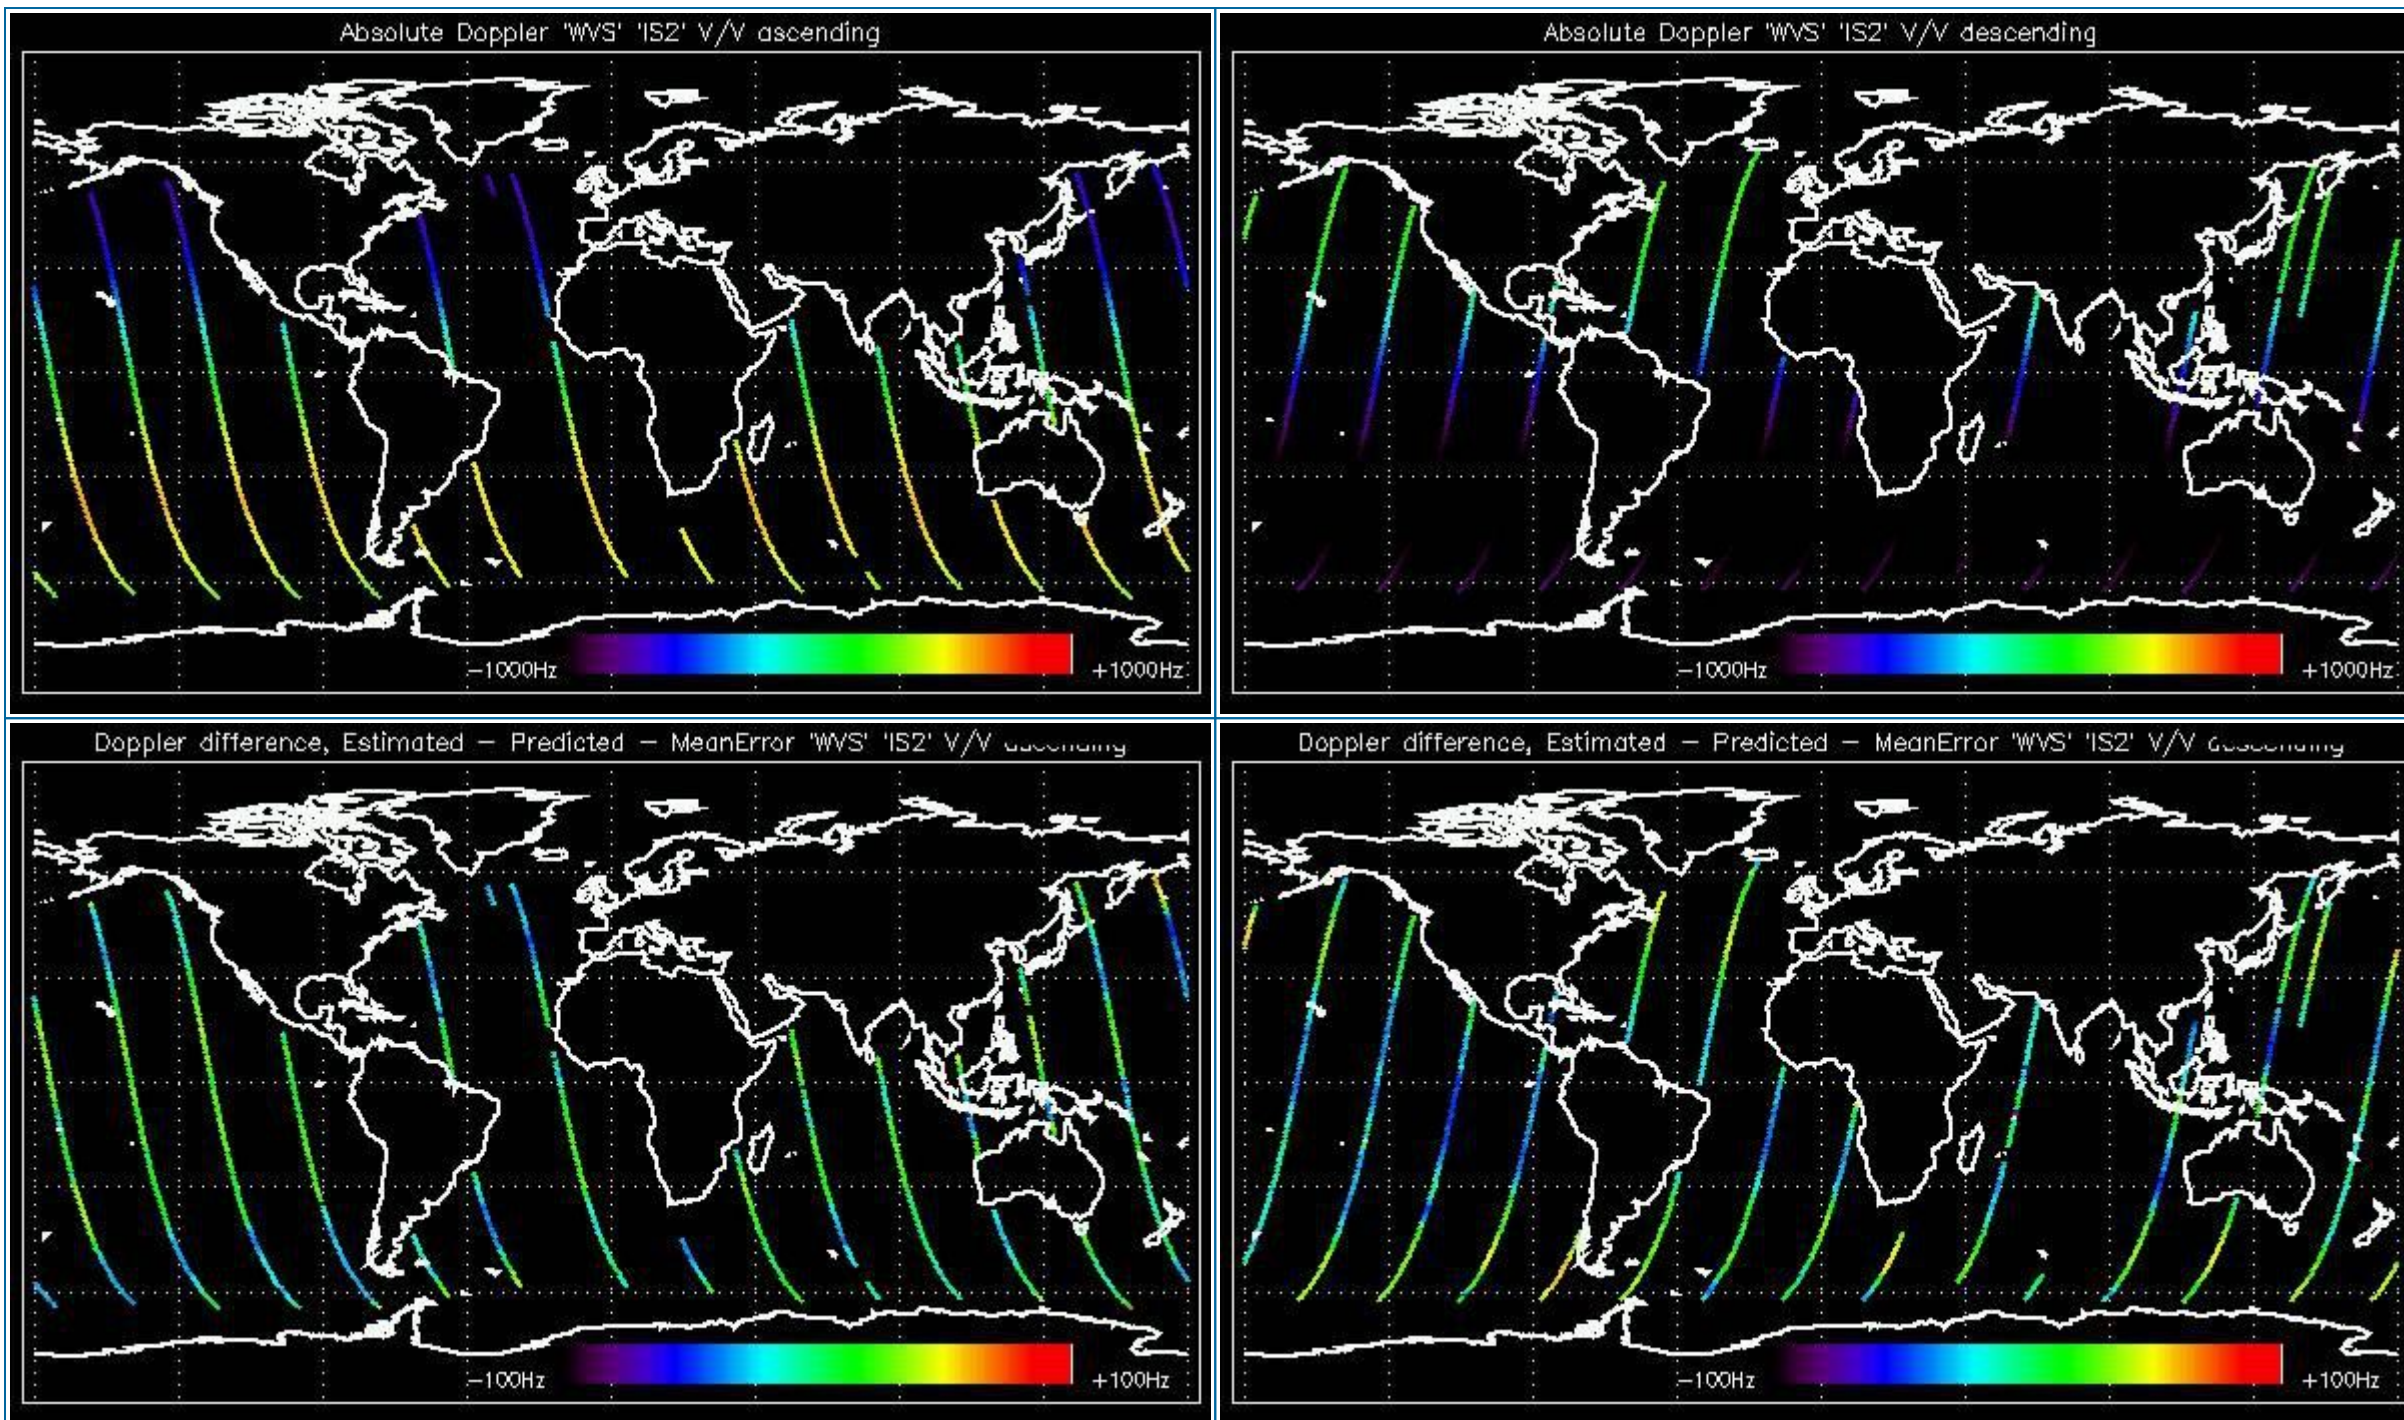 Absolute Doppler 'WVS' 'IS2' V/V ascending
-1000Hz +1000Hz
Absolute Doppler 'WVS' 'IS2' V/V descending
-1000Hz +1000Hz
Doppler difference, Estimated - Predicted - MeanError 'WVS' 'IS2' V/V
-100Hz +100Hz
Doppler difference, Estimated - Predicted - MeanError 'WVS' 'IS2' V/V
-100Hz +100Hz